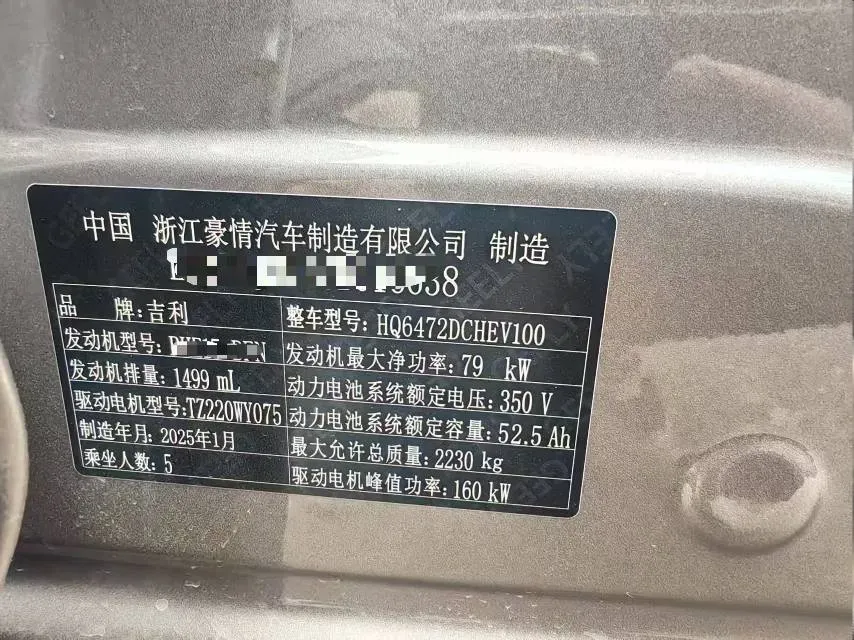 中国 浙江豪情汽车制造有限公司 制造
品 牌:吉利
整车型号:HQ6472DCHEV100
发动机型号:
发动机最大净功率:79 kW
发动机排量:1499 mL
动力电池系统额定电压:350 V
驱动电机型号:TZ220WY075
动力电池系统额定容量:52.5 Ah
制造年月:2025年1月
最大允许总质量:2230 kg
乘坐人数:5
驱动电机峰值功率:160 kW